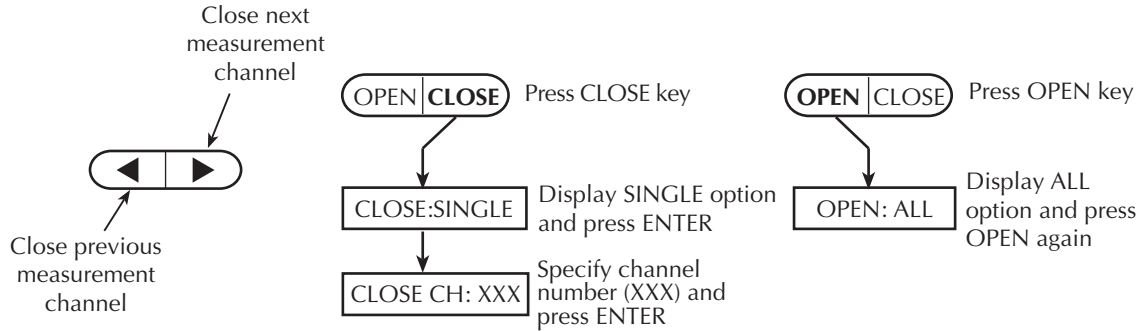 Close next
measurement
channel
Close previous
measurement
channel
OPEN CLOSE Press CLOSE key
CLOSE:SINGLE
Display SINGLE option
and press ENTER
CLOSE CH: XXX
Specify channel
number (XXX) and
press ENTER
OPEN CLOSE Press OPEN key
OPEN: ALL
Display ALL
option and press
OPEN again